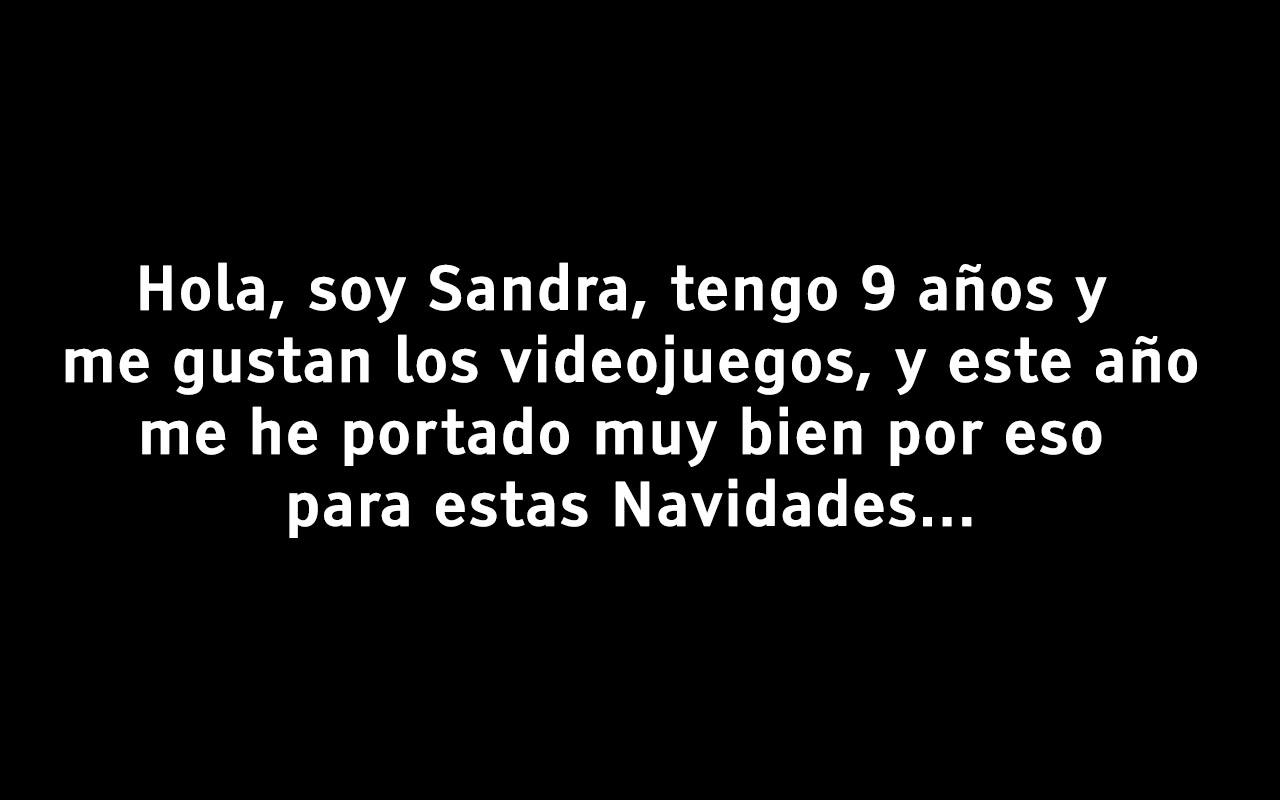 Hola, soy Sandra, tengo 9 años y
me gustan los videojuegos, y este año
me he portado muy bien por eso
para estas Navidades...